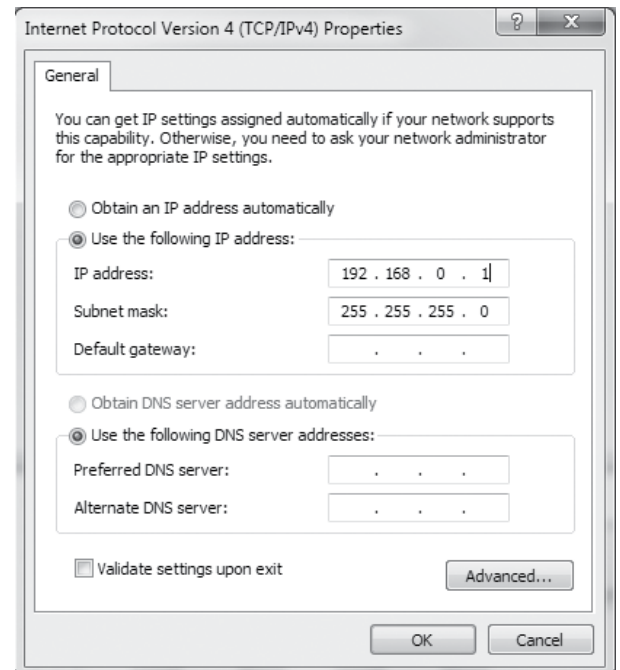 Internet Protocol Version 4 (TCP/IPv4) Properties
? X
General
You can get IP settings assigned automatically if your network supports
this capability. Otherwise, you need to ask your network administrator
for the appropriate IP settings.
Obtain an IP address automatically
Use the following IP address:
IP address: 192 . 168 . 0 . 1
Subnet mask: 255 . 255 . 255 . 0
Default gateway: . . .
Obtain DNS server address automatically
Use the following DNS server addresses:
Preferred DNS server: . . .
Alternate DNS server: . . .
Validate settings upon exit
Advanced...
OK Cancel